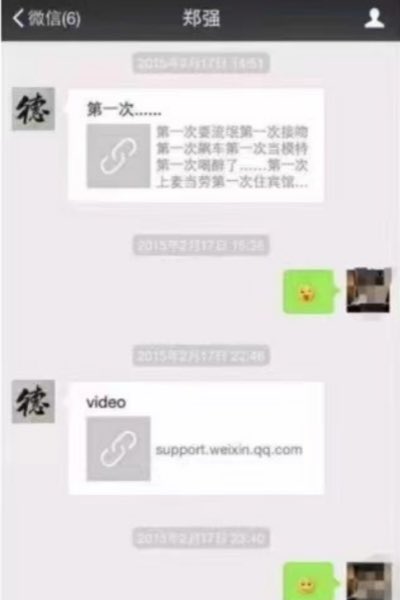 微信(6)
郑强
2015年2月17日 14:51
德
第一次……
第一次耍流氓第一次接吻
第一次飙车第一次当模特
第一次喝醉了……第一次
上麦当劳第一次住宾馆...
2015年2月17日 15:28
2015年2月17日 22:46
德
video
support.weixin.qq.com
2015年2月17日 23:40